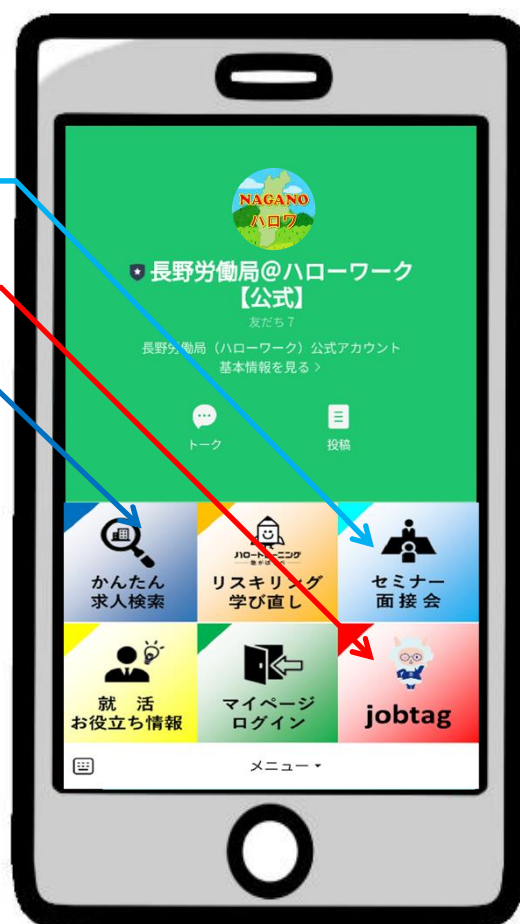 NAGANO
ハロワ
長野労働局@ハローワーク
【公式】
友だち 7
長野労働局（ハローワーク）公式アカウント
基本情報を見る >
トーク
投稿
かんたん
求人検索
ハロートレーニング
リスキリング
学び直し
セミナー
面接会
就 活
お役立ち情報
マイページ
ログイン
jobtag
メニュー